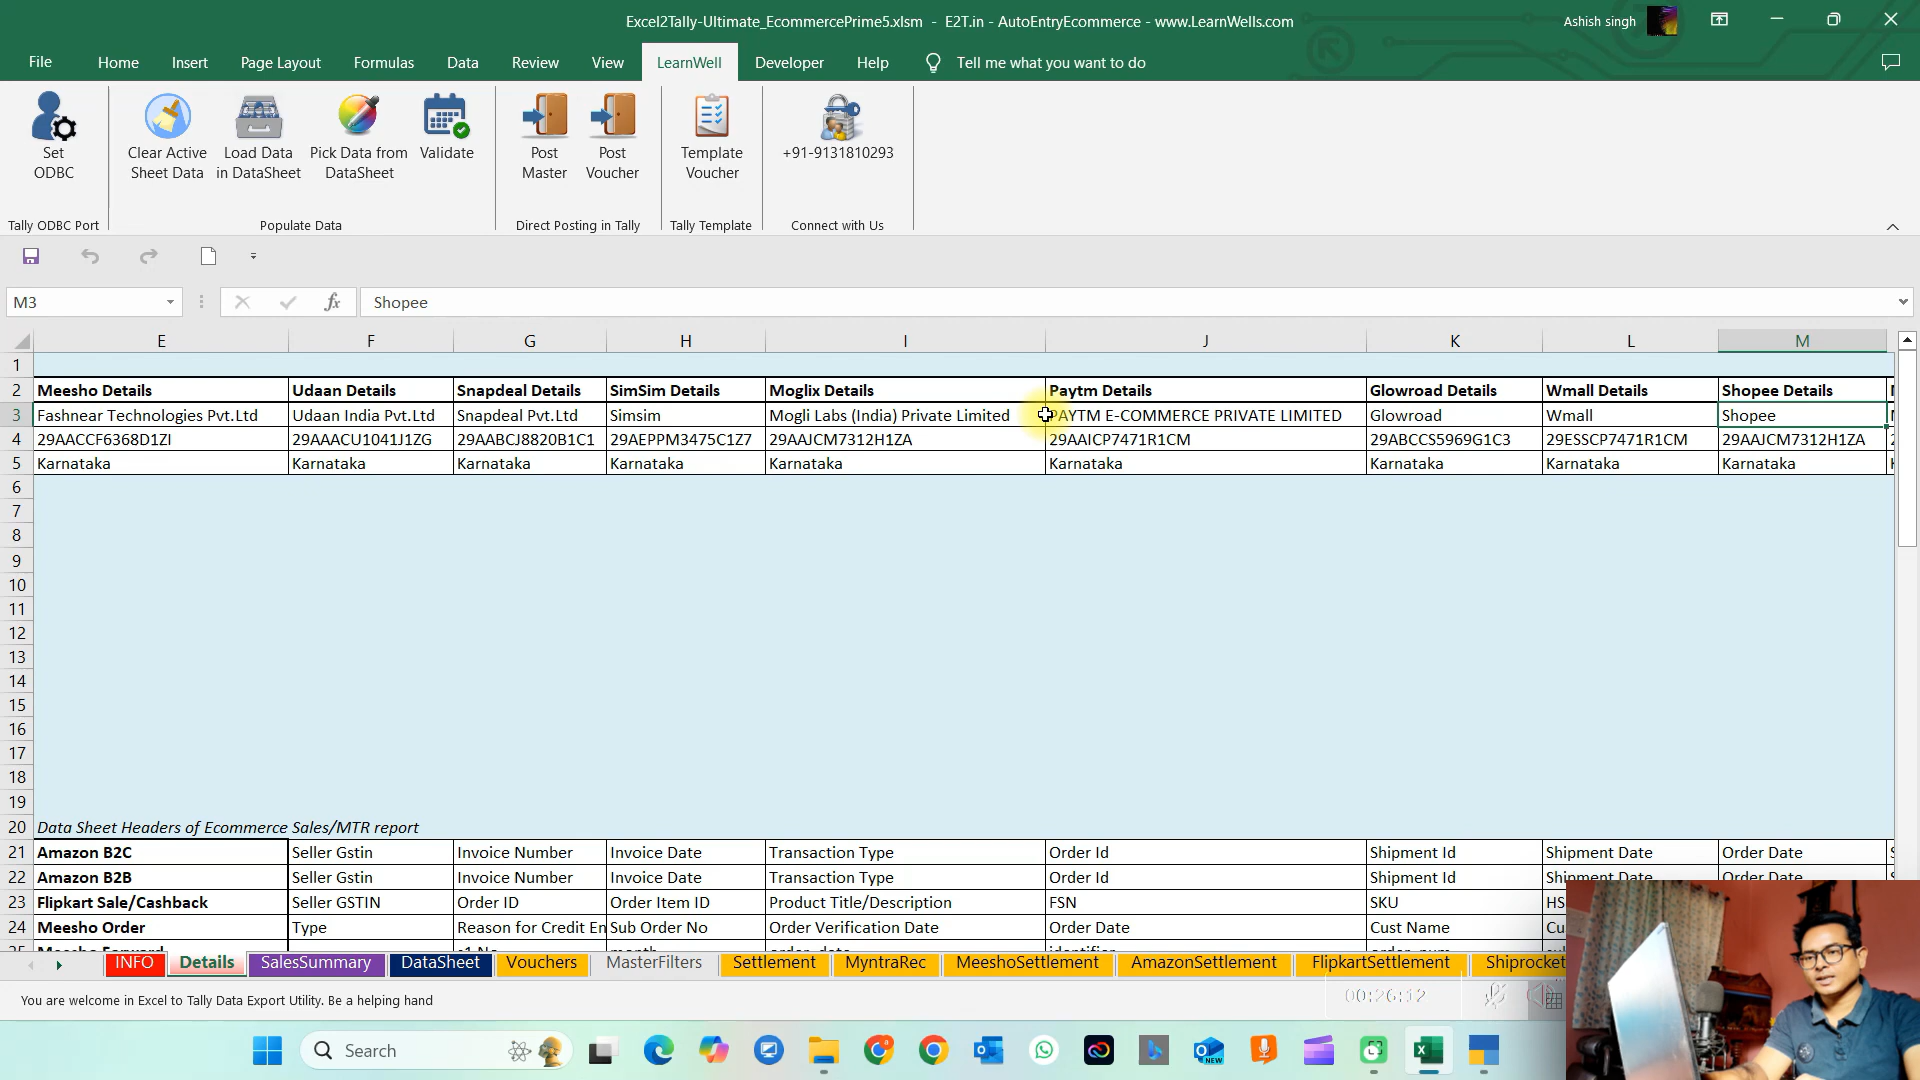 Excel2Tally-Ultimate_EcommercePrime5.xlsm - E2T.in - AutoEntryEcommerce - www.LearnWells.com
Ashish singh
File Home Insert Page Layout Formulas Data Review View LearnWell Developer Help Tell me what you want to do
Set ODBC
Clear Active Sheet Data
Load Data in DataSheet
Pick Data from DataSheet
Validate
Post Master
Post Voucher
Template Voucher
+91-9131810293
Tally ODBC Port
Populate Data
Direct Posting in Tally
Tally Template
Connect with Us
M3
fx
Shopee
E F G H I J K L M
1
2 Meesho Details Udaan Details Snapdeal Details SimSim Details Moglix Details Paytm Details Glowroad Details Wmall Details Shopee Details
3 Fashnear Technologies Pvt.Ltd Udaan India Pvt.Ltd Snapdeal Pvt.Ltd Simsim Mogli Labs (India) Private Limited PAYTM E-COMMERCE PRIVATE LIMITED Glowroad Wmall Shopee
4 29AACCF6368D1ZI 29AAACU1041J1ZG 29AABCJ8820B1C1 29AEPPM3475C1Z7 29AAJCM7312H1ZA 29AAICP7471R1CM 29ABCCS5969G1C3 29ESSCP7471R1CM 29AAJCM7312H1ZA
5 Karnataka Karnataka Karnataka Karnataka Karnataka Karnataka Karnataka Karnataka Karnataka
6
7
8
9
10
11
12
13
14
15
16
17
18
19
20 Data Sheet Headers of Ecommerce Sales/MTR report
21 Amazon B2C Seller Gstin Invoice Number Invoice Date Transaction Type Order Id Shipment Id Shipment Date Order Date
22 Amazon B2B Seller Gstin Invoice Number Invoice Date Transaction Type Order Id Shipment Id Shipment Date Order Date
23 Flipkart Sale/Cashback Seller GSTIN Order ID Order Item ID Product Title/Description FSN SKU HS
24 Meesho Order Type Reason for Credit En Sub Order No Order Verification Date Order Date Cust Name Cu
INFO Details SalesSummary DataSheet Vouchers MasterFilters Settlement MyntraRec MeeshoSettlement AmazonSettlement FlipkartSettlement Shiprocket
You are welcome in Excel to Tally Data Export Utility. Be a helping hand
00:26:12
Search
NEW